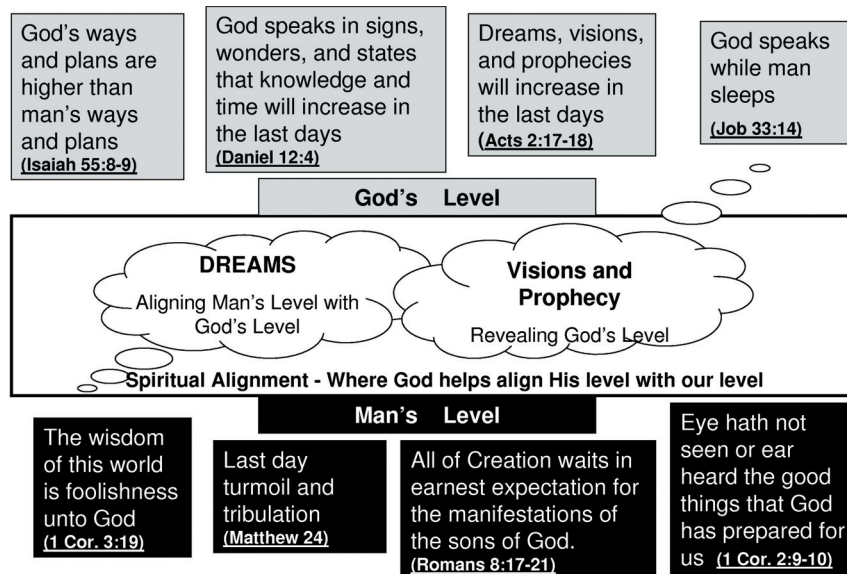 God's ways
and plans are
higher than
man's ways
and plans
(Isaiah 55:8-9)
God speaks in signs,
wonders, and states
that knowledge and
time will increase in
the last days
(Daniel 12:4)
Dreams, visions,
and prophecies
will increase in
the last days
(Acts 2:17-18)
God speaks
while man
sleeps
(Job 33:14)
God's Level
DREAMS
Aligning Man's Level with
God's Level
Visions and
Prophecy
Revealing God's Level
Spiritual Alignment - Where God helps align His level with our level
Man's Level
The wisdom
of this world
is foolishness
unto God
(1 Cor. 3:19)
Last day
turmoil and
tribulation
(Matthew 24)
All of Creation waits in
earnest expectation for
the manifestations of
the sons of God.
(Romans 8:17-21)
Eye hath not
seen or ear
heard the good
things that God
has prepared for
us (1 Cor. 2:9-10)